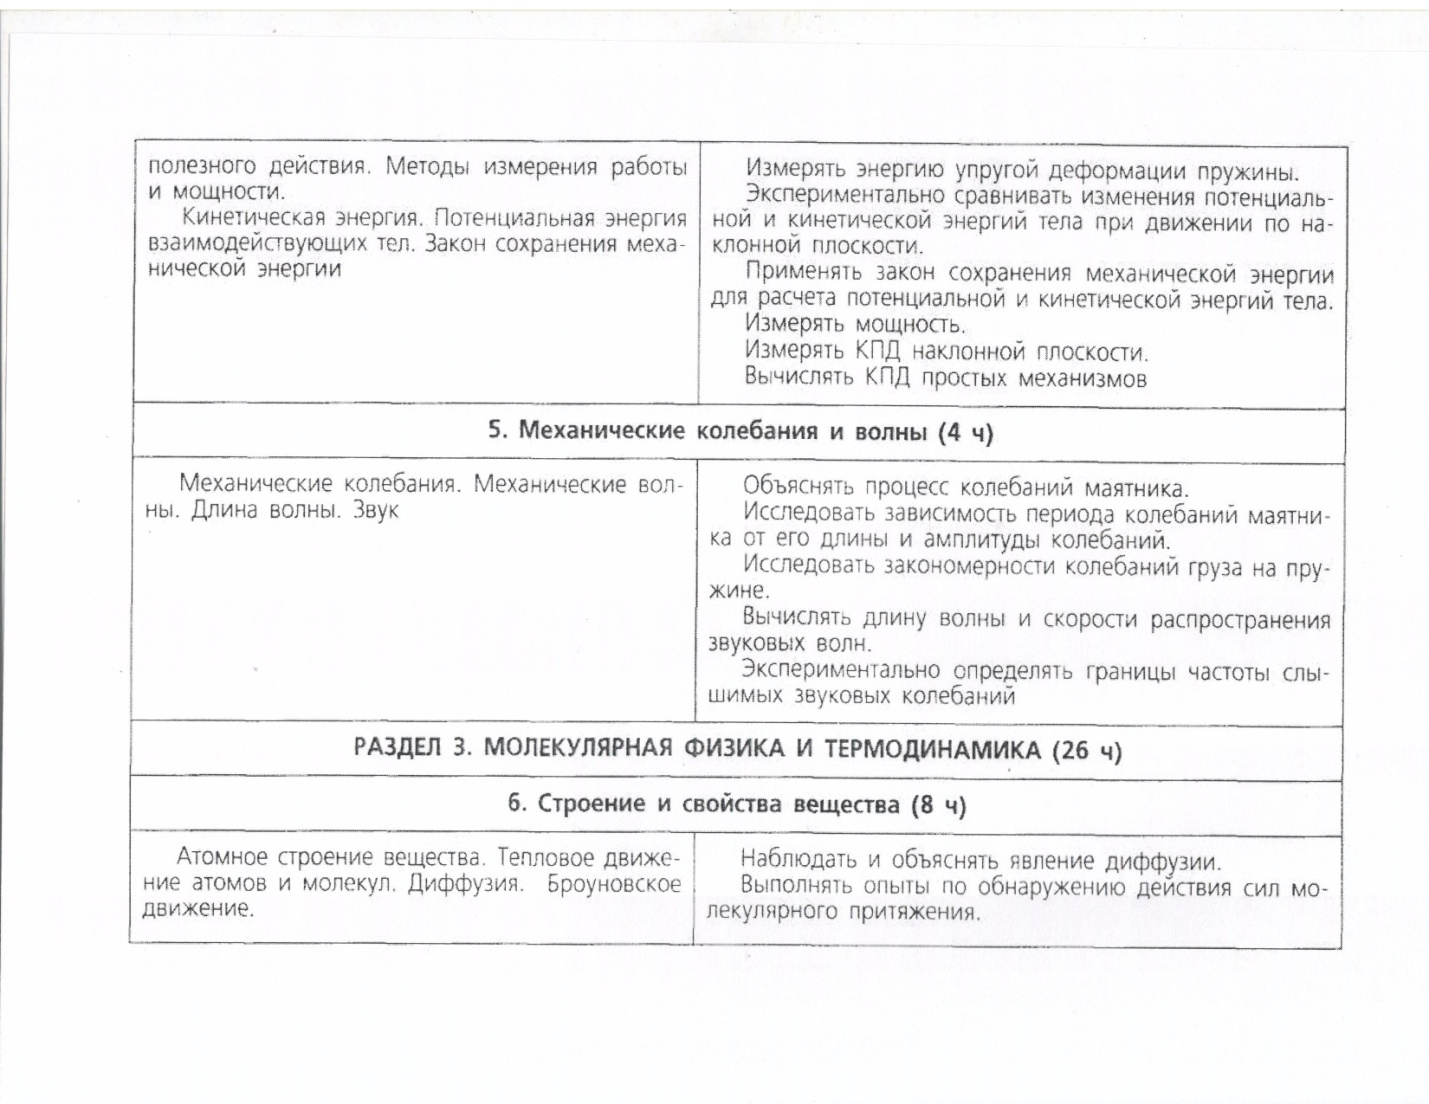 полезного действия. Методы измерения работы
и мощности.
Кинетическая энергия. Потенциальная энергия
взаимодействующих тел. Закон сохранения меха-
нической энергии
Измерять энергию упругой деформации пружины.
Экспериментально сравнивать изменения потенциаль-
ной и кинетической энергий тела при движении по на-
клонной плоскости.
Применять закон сохранения механической энергии
для расчета потенциальной и кинетической энергий тела.
Измерять мощность.
Измерять КПД наклонной плоскости.
Вычислять КПД простых механизмов
5. Механические колебания и волны (4 ч)
Механические колебания. Механические вол-
ны. Длина волны. Звук
Объяснять процесс колебаний маятника.
Исследовать зависимость периода колебаний маятни-
ка от его длины и амплитуды колебаний.
Исследовать закономерности колебаний груза на пру-
жине.
Вычислять длину волны и скорости распространения
звуковых волн.
Экспериментально определять границы частоты слы-
шимых звуковых колебаний
РАЗДЕЛ 3. МОЛЕКУЛЯРНАЯ ФИЗИКА И ТЕРМОДИНАМИКА (26 ч)
6. Строение и свойства вещества (8 ч)
Атомное строение вещества. Тепловое движе-
ние атомов и молекул. Диффузия. Броуновское
движение.
Наблюдать и объяснять явление диффузии.
Выполнять опыты по обнаружению действия сил мо-
лекулярного притяжения.